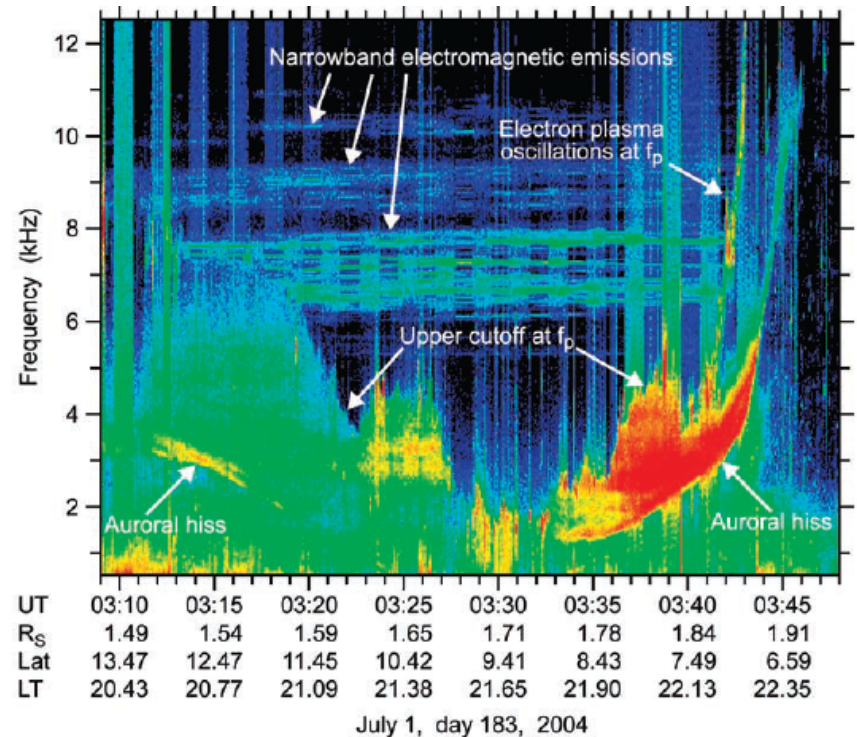 12
10
8
6
4
2
Frequency (kHz)
Narrowband electromagnetic emissions
Electron plasma
oscillations at fp
Upper cutoff at fp
Auroral hiss
Auroral hiss
UT 03:10 03:15 03:20 03:25 03:30 03:35 03:40 03:45
RS 1.49 1.54 1.59 1.65 1.71 1.78 1.84 1.91
Lat 13.47 12.47 11.45 10.42 9.41 8.43 7.49 6.59
LT 20.43 20.77 21.09 21.38 21.65 21.90 22.13 22.35
July 1, day 183, 2004